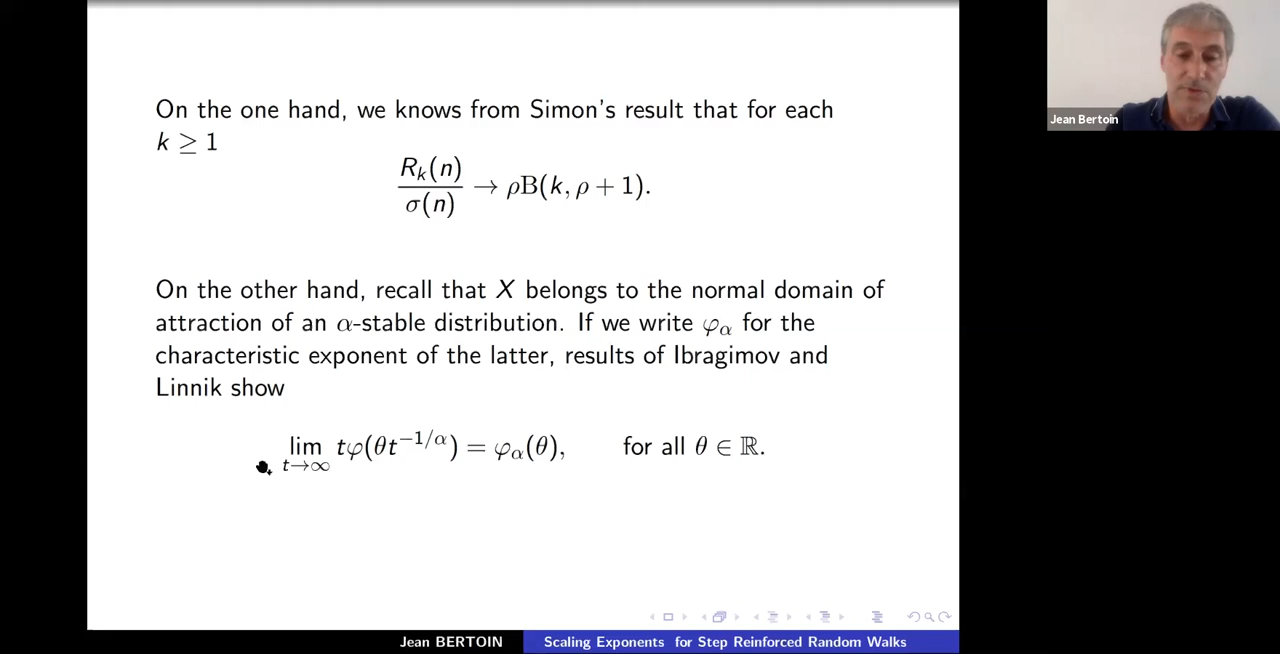 On the one hand, we knows from Simon's result that for each
k ≥ 1
R_k(n) / σ(n) → ρB(k, ρ + 1).
On the other hand, recall that X belongs to the normal domain of
attraction of an α-stable distribution. If we write φ_α for the
characteristic exponent of the latter, results of Ibragimov and
Linnik show
lim_{t→∞} tφ(θt^{-1/α}) = φ_α(θ), for all θ ∈ ℝ.
Jean BERTOIN Scaling Exponents for Step Reinforced Random Walks
Jean Bertoin